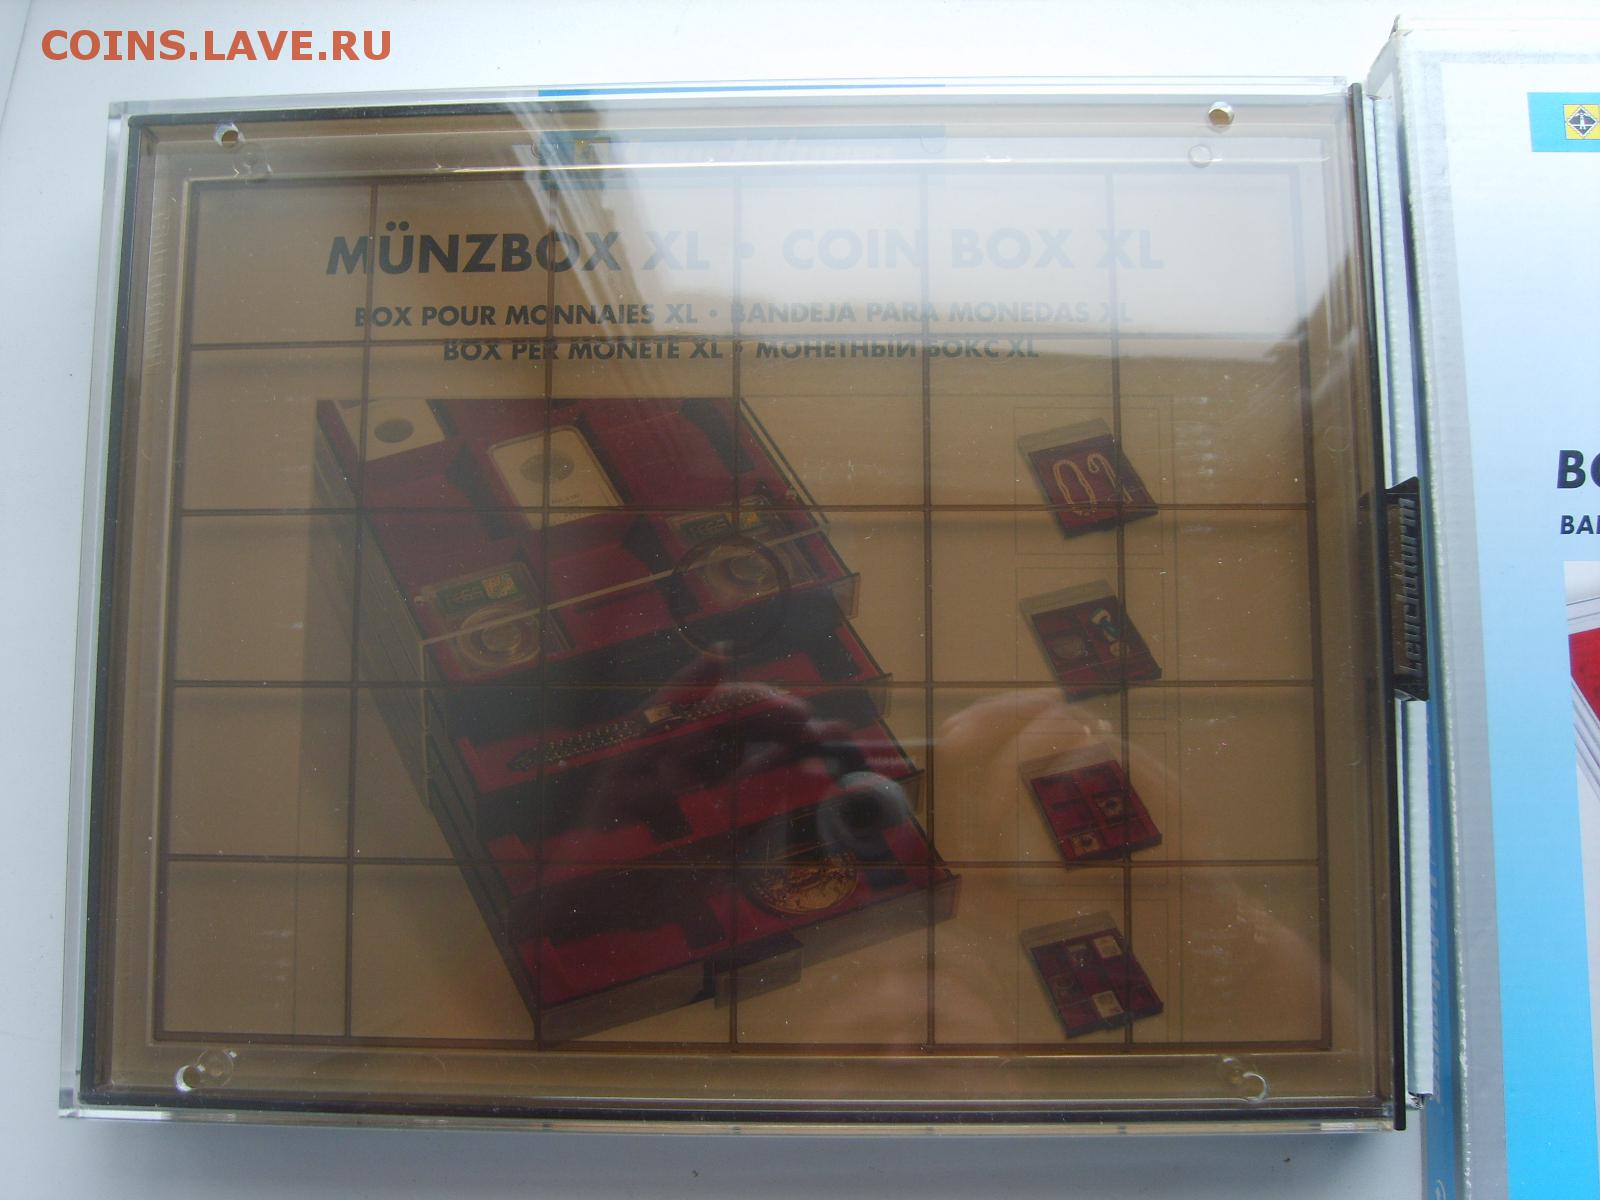 COINS.LAVE.RU
MÜNZBOX XL • COIN BOX XL
BOX POUR MONNAIES XL • BANDEJA PARA MONEDAS XL
BOX PER MONETE XL • МОНЕТНЫЙ БОКС XL
Leuchtturm